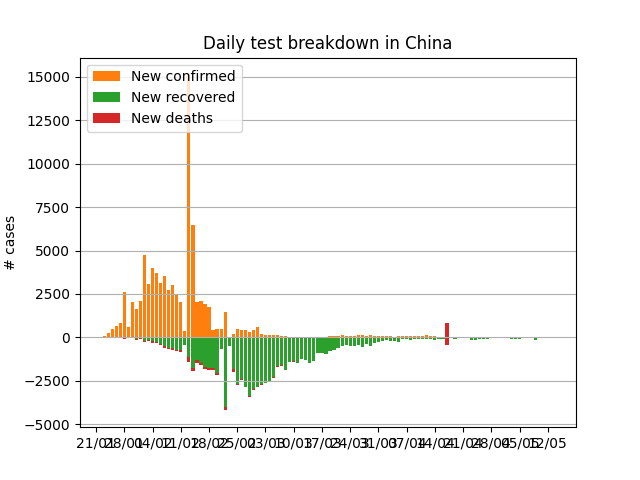 Daily test breakdown in China
New confirmed
New recovered
New deaths
15000
12500
10000
7500
5000
2500
0
−2500
−5000
# cases
21/01 28/01 04/02 11/02 18/02 25/02 03/03 10/03 17/03 24/03 31/03 07/04 14/04 21/04 28/04 05/05 12/05